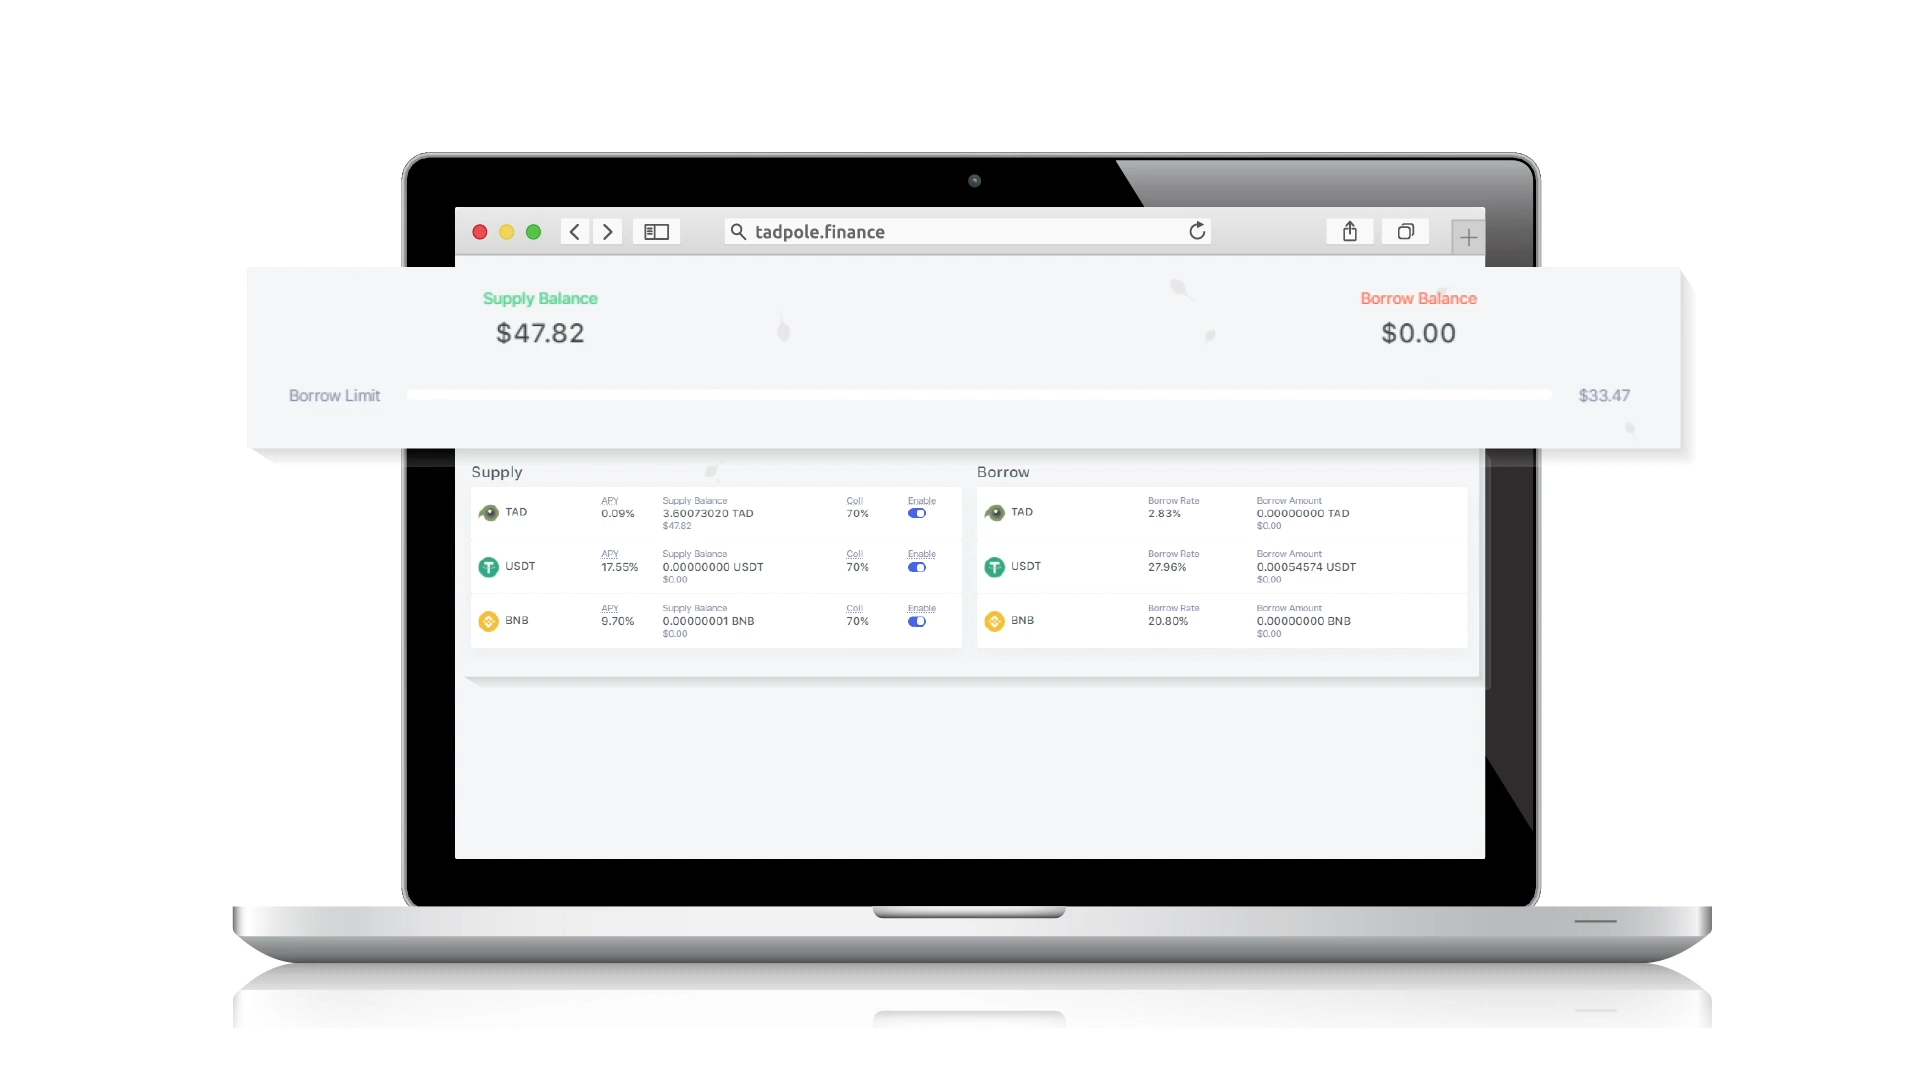 tadpole.finance
Supply Balance
$47.82
Borrow Balance
$0.00
Borrow Limit
$33.47
Supply
TAD
APY
0.09%
Supply Balance
3.60073020 TAD
$47.82
Coll
70%
Enable
USDT
APY
17.55%
Supply Balance
0.00000000 USDT
$0.00
Coll
70%
Enable
BNB
APY
9.70%
Supply Balance
0.00000001 BNB
$0.00
Coll
70%
Enable
Borrow
TAD
Borrow Rate
2.83%
Borrow Amount
0.00000000 TAD
$0.00
USDT
Borrow Rate
27.96%
Borrow Amount
0.00054574 USDT
$0.00
BNB
Borrow Rate
20.80%
Borrow Amount
0.00000000 BNB
$0.00